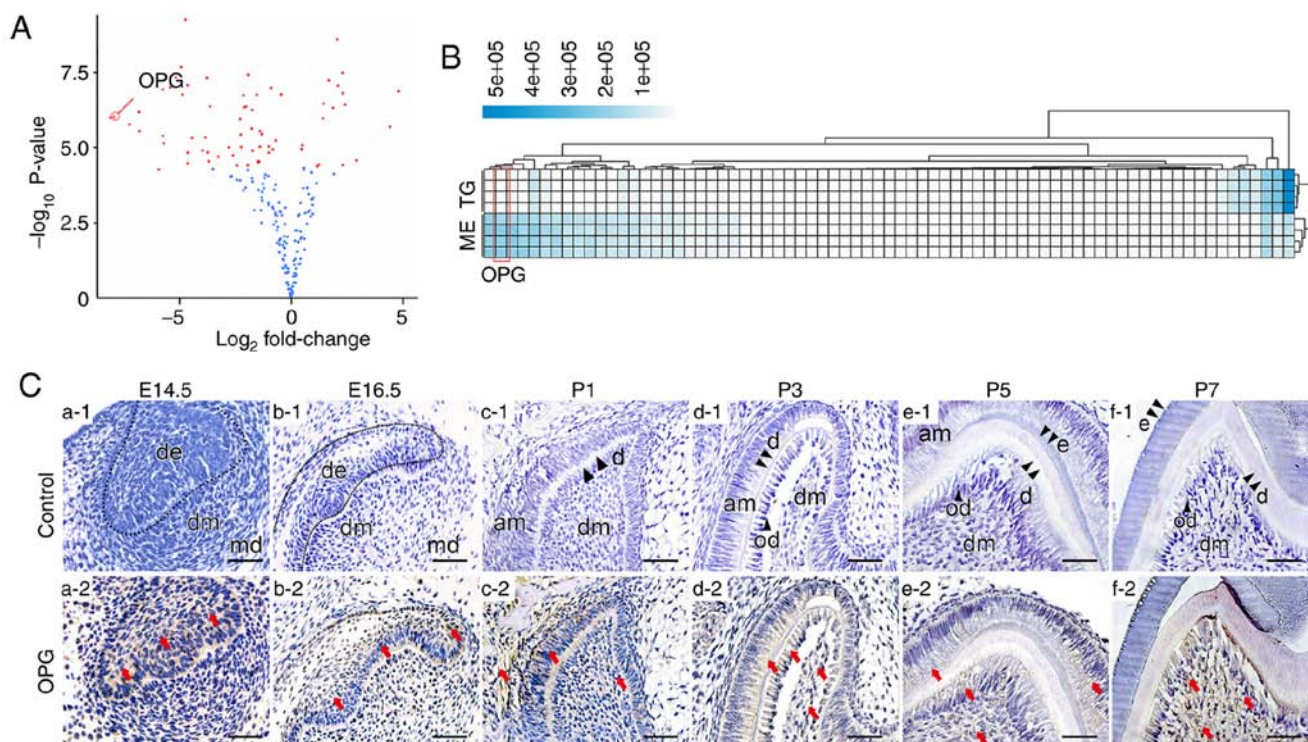 A
OPG
7.5
5.0
2.5
0
−log10 P-value
−5
0
5
Log2 fold-change
B
5e+05
4e+05
3e+05
2e+05
1e+05
TG
ME
OPG
C
E14.5
E16.5
P1
P3
P5
P7
Control
a-1
de
dm
md
b-1
de
dm
md
c-1
d
am
dm
d-1
d
am
dm
od
e-1
am
e
d
od
dm
f-1
e
d
od
dm
OPG
a-2
b-2
c-2
d-2
e-2
f-2